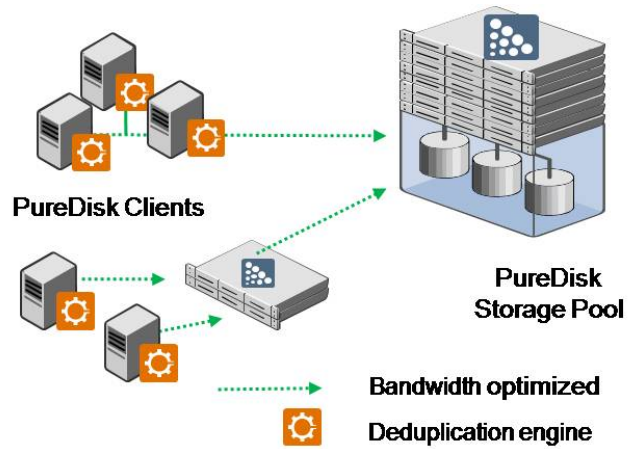 PureDisk Clients
PureDisk
Storage Pool
Bandwidth optimized
Deduplication engine